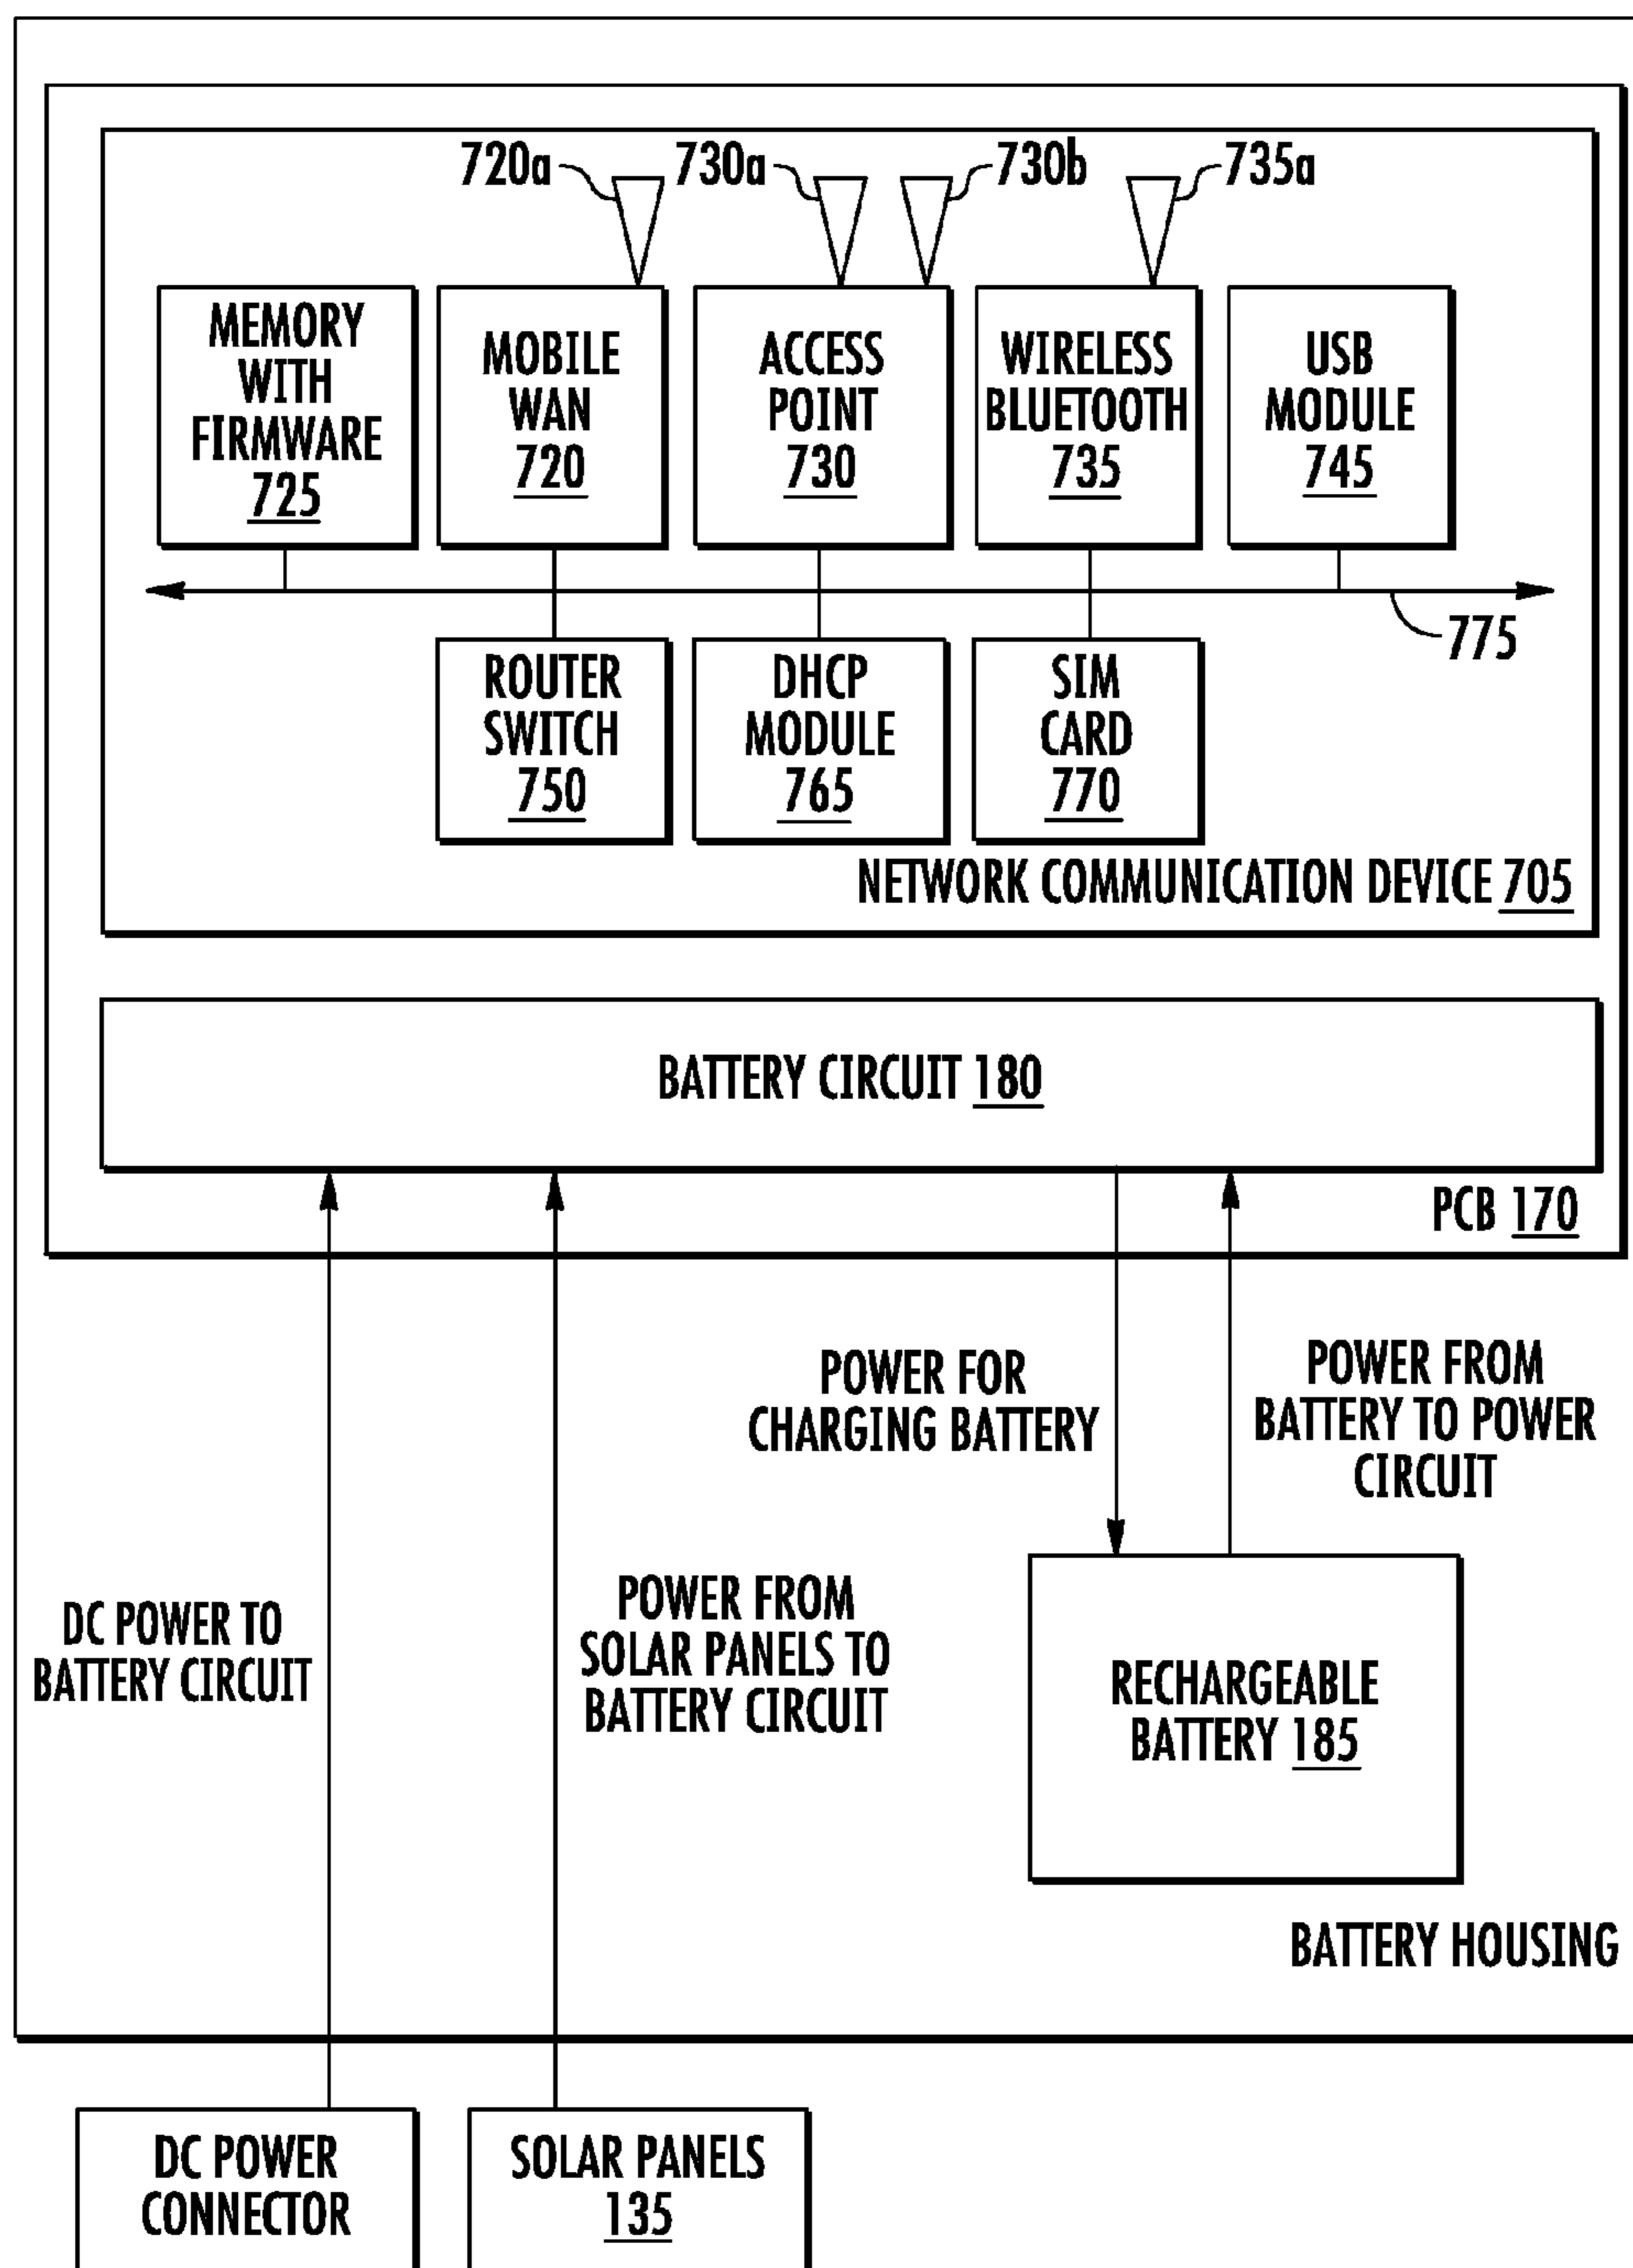 720a
730a
730b
735a
MEMORY
WITH
FIRMWARE
725
MOBILE
WAN
720
ACCESS
POINT
730
WIRELESS
BLUETOOTH
735
USB
MODULE
745
775
ROUTER
SWITCH
750
DHCP
MODULE
765
SIM
CARD
770
NETWORK COMMUNICATION DEVICE 705
BATTERY CIRCUIT 180
PCB 170
POWER FOR
CHARGING BATTERY
POWER FROM
BATTERY TO POWER
CIRCUIT
DC POWER TO
BATTERY CIRCUIT
POWER FROM
SOLAR PANELS TO
BATTERY CIRCUIT
RECHARGEABLE
BATTERY 185
BATTERY HOUSING
DC POWER
CONNECTOR
SOLAR PANELS
135